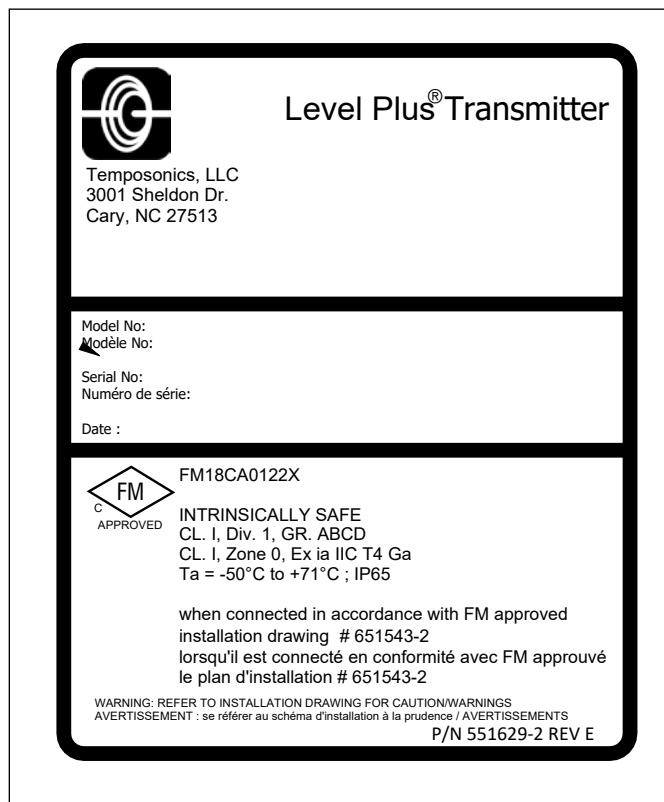 Level Plus® Transmitter
Temposonics, LLC
3001 Sheldon Dr.
Cary, NC 27513
Model No:
Modèle No:
Serial No:
Numéro de série:
Date :
FM
C
APPROVED
FM18CA0122X
INTRINSICALLY SAFE
CL. I, Div. 1, GR. ABCD
CL. I, Zone 0, Ex ia IIC T4 Ga
Ta = -50°C to +71°C ; IP65
when connected in accordance with FM approved
installation drawing # 651543-2
lorsqu'il est connecté en conformité avec FM approuvé
le plan d'installation # 651543-2
WARNING: REFER TO INSTALLATION DRAWING FOR CAUTION/WARNINGS
AVERTISSEMENT : se référer au schéma d'installation à la prudence / AVERTISSEMENTS
P/N 551629-2 REV E